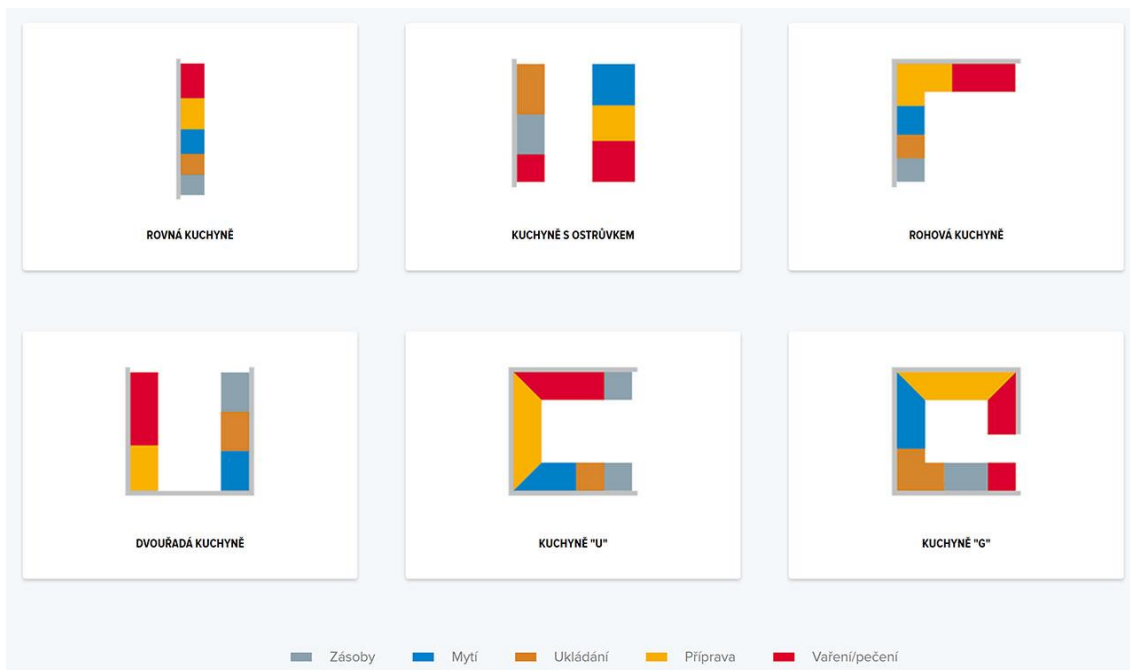 ROVNÁ KUCHYNĚ
KUCHYNĚ S OSTRŮVKEM
ROHOVÁ KUCHYNĚ
DVOUŘADÁ KUCHYNĚ
KUCHYNĚ "U"
KUCHYNĚ "G"
Zásoby
Mytí
Ukládání
Příprava
Vaření/pečení